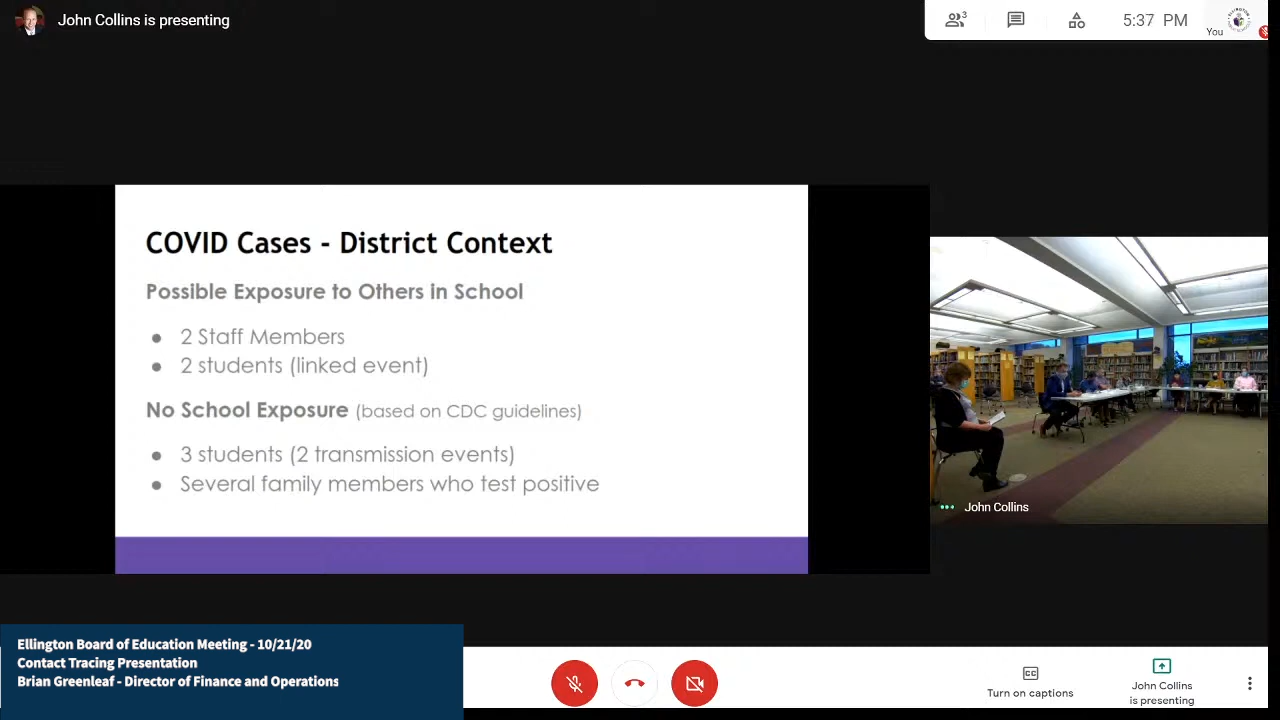 John Collins is presenting
3
5:37 PM
You
COVID Cases - District Context
Possible Exposure to Others in School
● 2 Staff Members
● 2 students (linked event)
No School Exposure (based on CDC guidelines)
● 3 students (2 transmission events)
● Several family members who test positive
John Collins
Ellington Board of Education Meeting - 10/21/20
Contact Tracing Presentation
Brian Greenleaf - Director of Finance and Operations
CC
Turn on captions
John Collins
is presenting